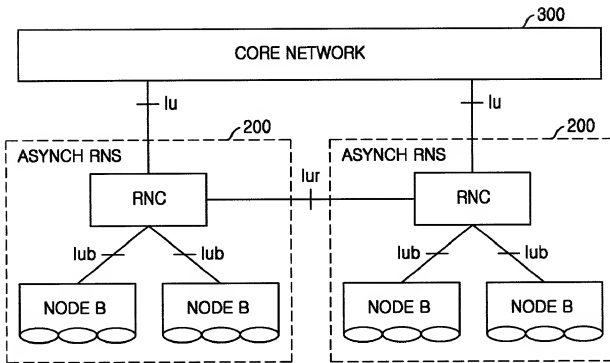 300
CORE NETWORK
Iu
Iu
200
200
ASYNCH RNS
ASYNCH RNS
Iur
RNC
RNC
Iub
Iub
Iub
Iub
NODE B
NODE B
NODE B
NODE B